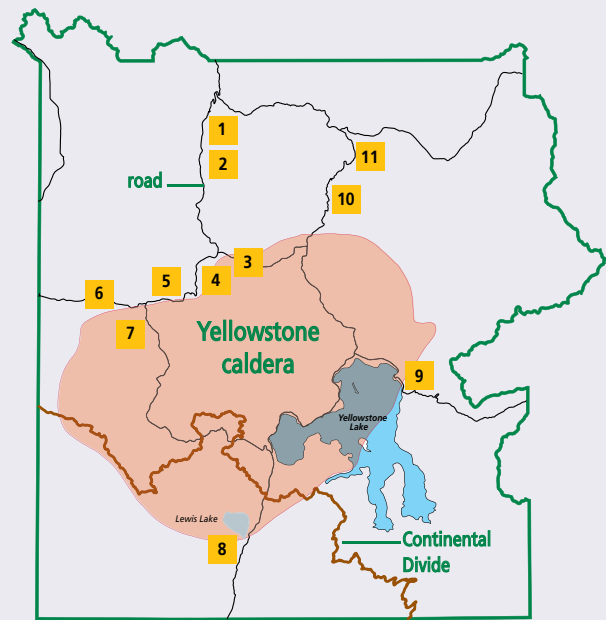 1
2
11
road
10
3
5
4
6
7
Yellowstone
caldera
9
Yellowstone
Lake
Lewis Lake
8
Continental
Divide